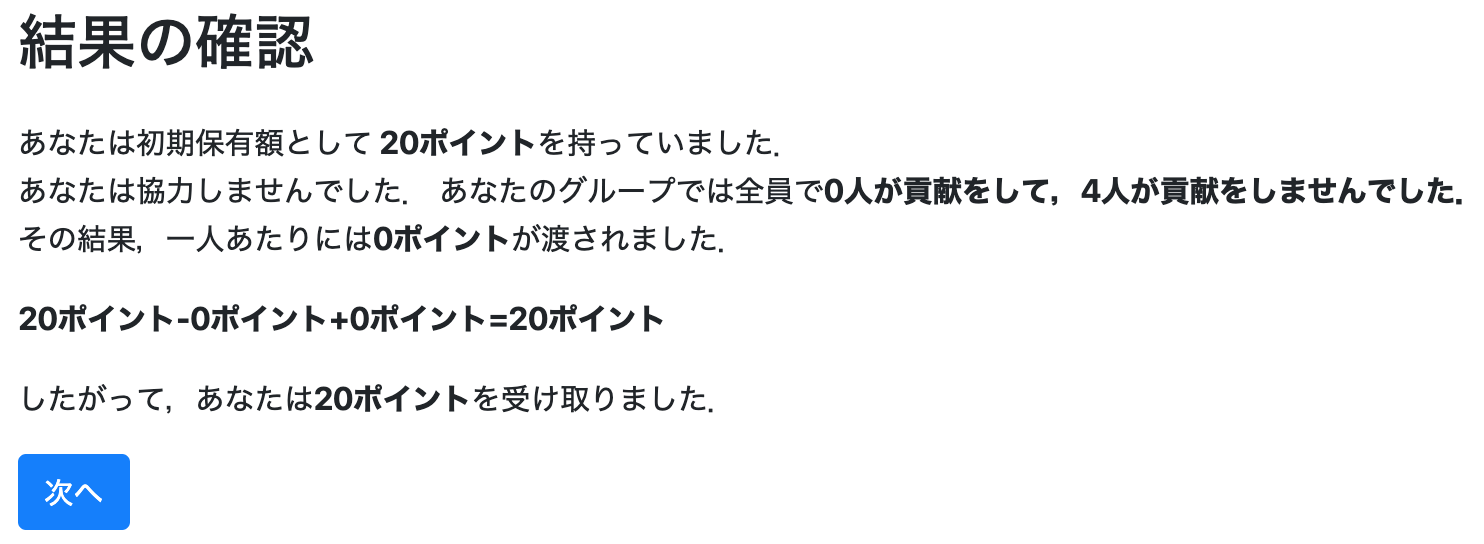 結果の確認
あなたは初期保有額として 20ポイントを持っていました．
あなたは協力しませんでした． あなたのグループでは全員で0人が貢献をして，4人が貢献をしませんでした．
その結果，一人あたりには0ポイントが渡されました．
20ポイント-0ポイント+0ポイント=20ポイント
したがって，あなたは20ポイントを受け取りました．
次へ